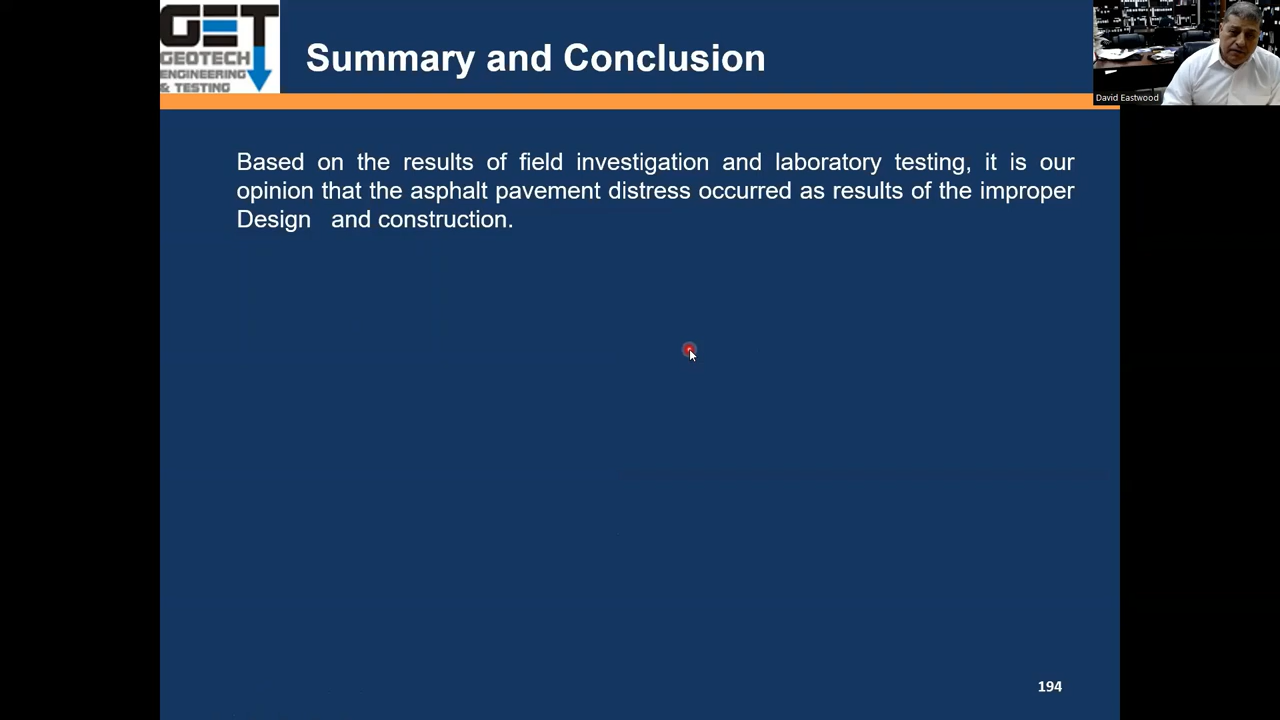 GET
GEOTECH
ENGINEERING
& TESTING
Summary and Conclusion
David Eastwood
Based on the results of field investigation and laboratory testing, it is our
opinion that the asphalt pavement distress occurred as results of the improper
Design and construction.
194